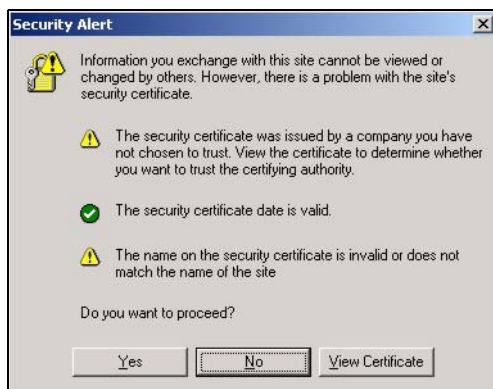 Security Alert
Information you exchange with this site cannot be viewed or
changed by others. However, there is a problem with the site's
security certificate.
The security certificate was issued by a company you have
not chosen to trust. View the certificate to determine whether
you want to trust the certifying authority.
The security certificate date is valid.
The name on the security certificate is invalid or does not
match the name of the site
Do you want to proceed?
Yes No View Certificate